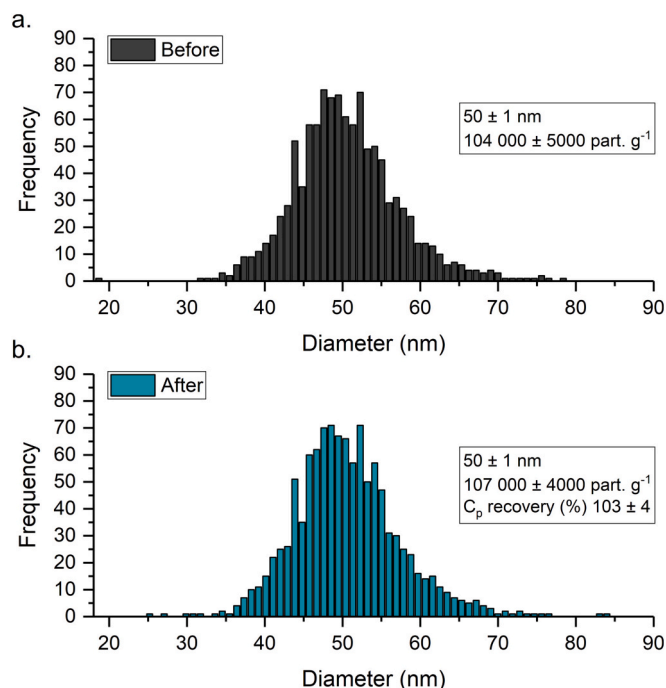 a.
90
80
70
60
50
40
30
20
10
0
Frequency
Before
50 ± 1 nm
104 000 ± 5000 part. g⁻¹
20 30 40 50 60 70 80 90
Diameter (nm)
b.
90
80
70
60
50
40
30
20
10
0
Frequency
After
50 ± 1 nm
107 000 ± 4000 part. g⁻¹
Cₚ recovery (%) 103 ± 4
20 30 40 50 60 70 80 90
Diameter (nm)